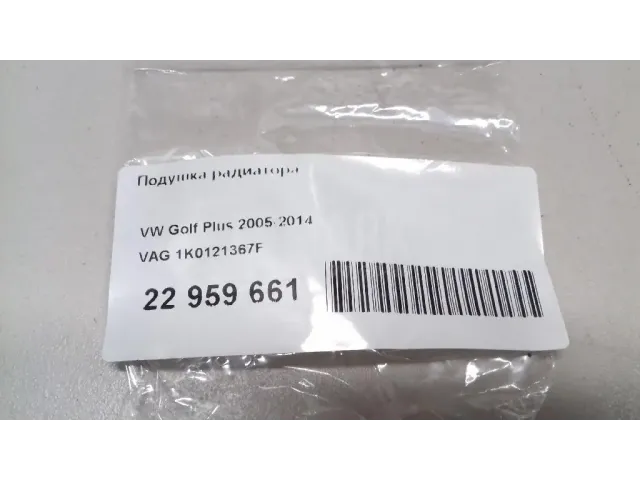 Подушка радиатора
VW Golf Plus 2005-2014
VAG 1K0121367F
22 959 661